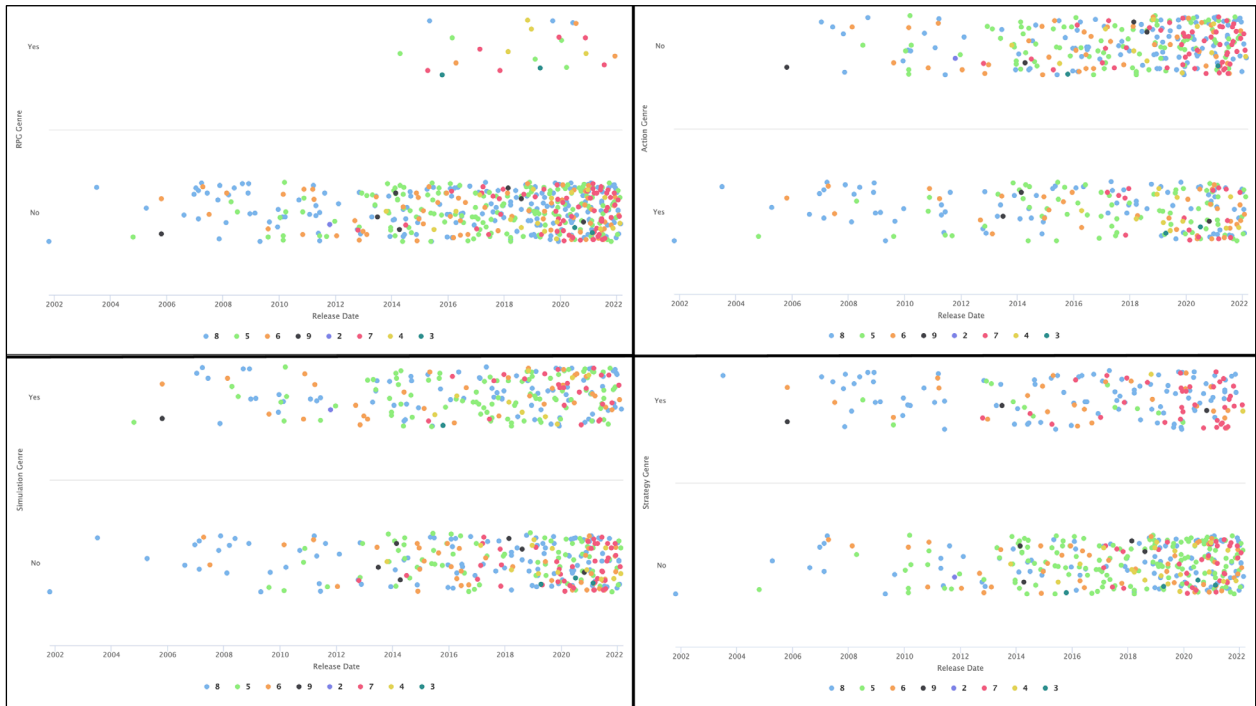 Yes
RPG Genre
No
2002 2004 2006 2008 2010 2012 2014 2016 2018 2020 2022
Release Date
8 5 6 9 2 7 4 3
No
Action Genre
Yes
2002 2004 2006 2008 2010 2012 2014 2016 2018 2020 2022
Release Date
8 5 6 9 2 7 4 3
Yes
Simulation Genre
No
2002 2004 2006 2008 2010 2012 2014 2016 2018 2020 2022
Release Date
8 5 6 9 2 7 4 3
Yes
Strategy Genre
No
2002 2004 2006 2008 2010 2012 2014 2016 2018 2020 2022
Release Date
8 5 6 9 2 7 4 3